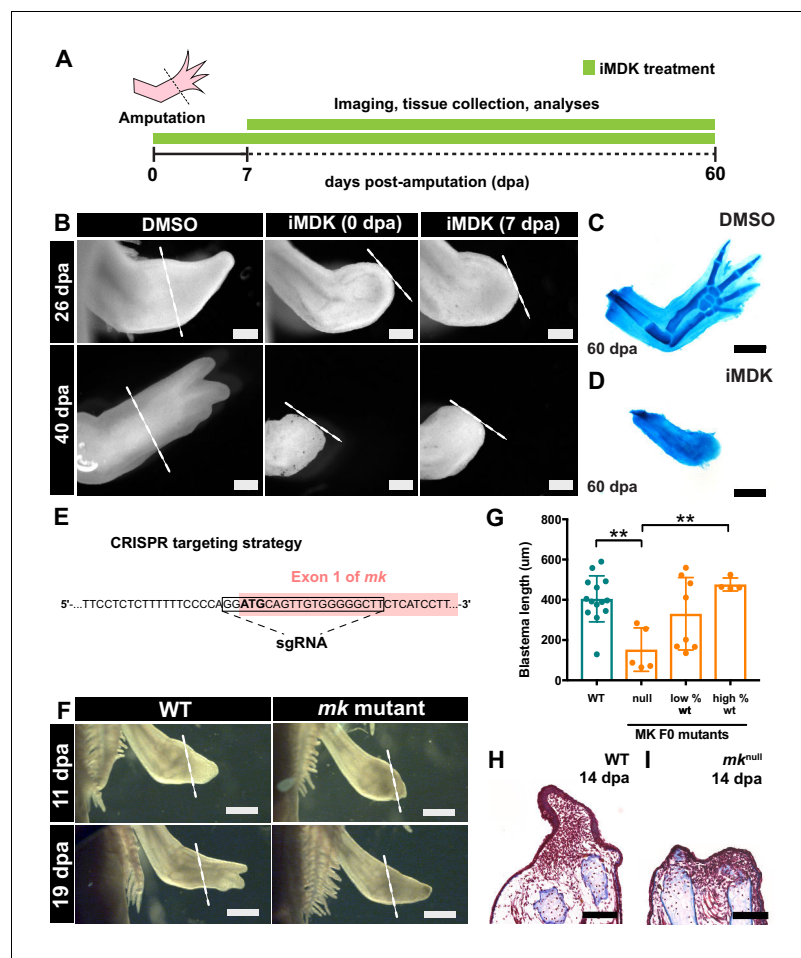 A
iMDK treatment
Imaging, tissue collection, analyses
Amputation
0 7 60
days post-amputation (dpa)
B
DMSO iMDK (0 dpa) iMDK (7 dpa)
26 dpa
40 dpa
C DMSO
60 dpa
D iMDK
60 dpa
E
CRISPR targeting strategy
Exon 1 of mk
5'-...TTCCTCTCTTTTTTCCCCAGGATGCAGTTGTGGGGGCTTCTCATCCTT...-3'
sgRNA
G
**
**
Blastema length (um)
800
600
400
200
0
WT null low % wt high % wt
MK F0 mutants
F
WT mk mutant
11 dpa
19 dpa
H WT
14 dpa
I mknull
14 dpa